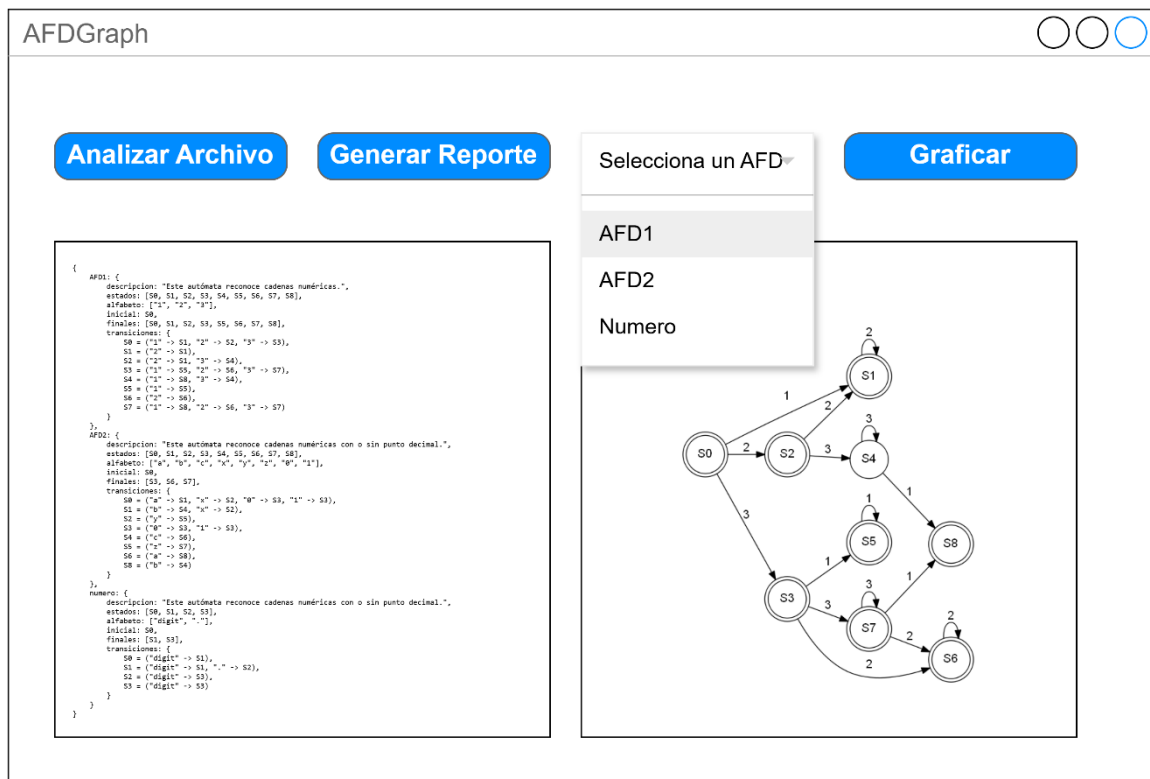 AFDGraph
Analizar Archivo
Generar Reporte
Selecciona un AFD
Graficar
AFD1
AFD2
Numero
{
AFD1: {
descripcion: "Este autómata reconoce cadenas numéricas.",
estados: [S0, S1, S2, S3, S4, S5, S6, S7, S8],
alfabeto: ["1", "2", "3"],
inicial: S0,
finales: [S0, S1, S2, S3, S5, S6, S7, S8],
transiciones: {
S0 = ("1" -> S1, "2" -> S2, "3" -> S3),
S1 = ("2" -> S1),
S2 = ("2" -> S1, "3" -> S4),
S3 = ("1" -> S5, "2" -> S6, "3" -> S7),
S4 = ("1" -> S8, "3" -> S4),
S5 = ("1" -> S5),
S6 = ("2" -> S6),
S7 = ("1" -> S8, "2" -> S6, "3" -> S7)
}
},
AFD2: {
descripcion: "Este autómata reconoce cadenas numéricas con o sin punto decimal.",
estados: [S0, S1, S2, S3, S4, S5, S6, S7, S8],
alfabeto: ["a", "b", "c", "x", "y", "z", "0", "1"],
inicial: S0,
finales: [S3, S6, S7],
transiciones: {
S0 = ("a" -> S1, "x" -> S2, "0" -> S3, "1" -> S3),
S1 = ("b" -> S4, "x" -> S2),
S2 = ("y" -> S5),
S3 = ("0" -> S3, "1" -> S3),
S4 = ("c" -> S6),
S5 = ("z" -> S7),
S6 = ("a" -> S8),
S8 = ("b" -> S4)
}
},
numero: {
descripcion: "Este autómata reconoce cadenas numéricas con o sin punto decimal.",
estados: [S0, S1, S2, S3],
alfabeto: ["digit", "."],
inicial: S0,
finales: [S1, S3],
transiciones: {
S0 = ("digit" -> S1),
S1 = ("digit" -> S1, "." -> S2),
S2 = ("digit" -> S3),
S3 = ("digit" -> S3)
}
}
}
2
S1
1
2
3
S0
2
S2
3
S4
1
3
1
S5
S8
1
1
S3
3
3
S7
2
2
S6
2